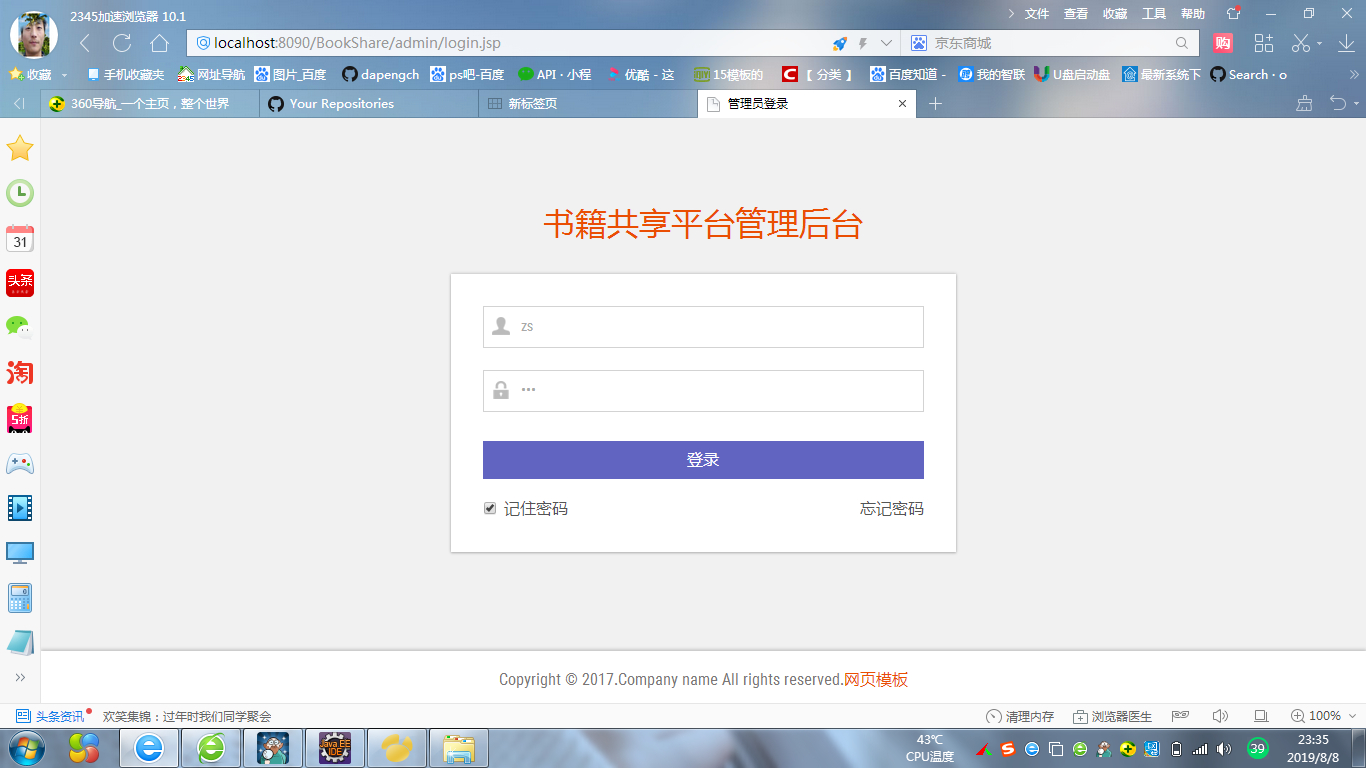 2345加速浏览器 10.1
文件 查看 收藏 工具 帮助
localhost:8090/BookShare/admin/login.jsp
京东商城
购
收藏 手机收藏夹 网址导航 图片_百度 dapengch ps吧-百度 API · 小程 优酷 - 这 15模板的 【 分类 】 百度知道 - 我的智联 U盘启动盘 最新系统下 Search · o
360导航_一个主页，整个世界
Your Repositories
新标签页
管理员登录
31
头条
淘
5折
书籍共享平台管理后台
zs
•••
登录
记住密码
忘记密码
Copyright © 2017.Company name All rights reserved.网页模板
头条资讯 欢笑集锦：过年时我们同学聚会
清理内存 浏览器医生 100%
Java EE
IDE
43℃
CPU温度
39
23:35
2019/8/8